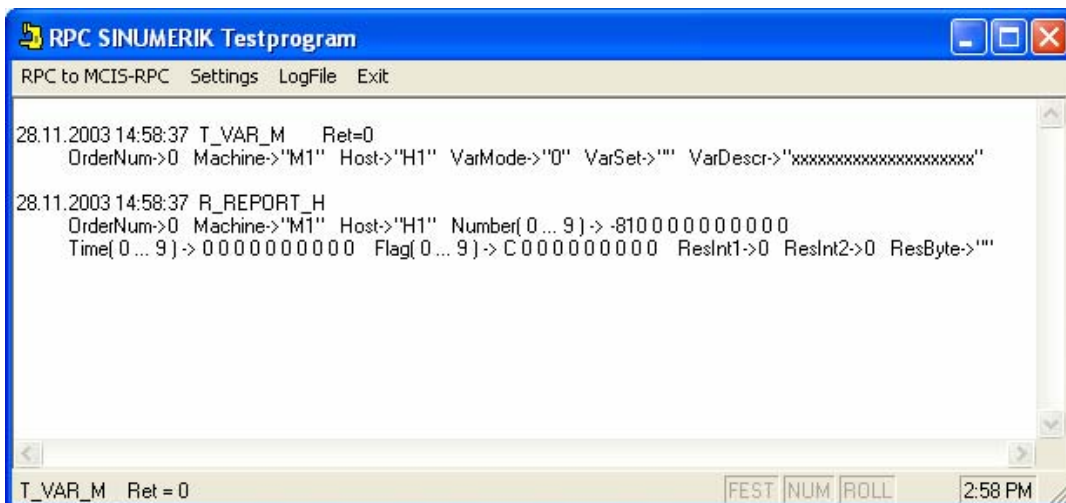 RPC SINUMERIK Testprogram
RPC to MCIS-RPC Settings LogFile Exit
28.11.2003 14:58:37 T_VAR_M Ret=0
OrderNum->0 Machine->"M1" Host->"H1" VarMode->"0" VarSet->"" VarDescr->"xxxxxxxxxxxxxxxxxxxxxx"
28.11.2003 14:58:37 R_REPORT_H
OrderNum->0 Machine->"M1" Host->"H1" Number( 0 ... 9 ) -> -810 0 0 0 0 0 0 0 0 0 0
Time( 0 ... 9 ) -> 0 0 0 0 0 0 0 0 0 0 Flag( 0 ... 9 ) -> C 0 0 0 0 0 0 0 0 0 ResInt1->0 ResInt2->0 ResByte->""
T_VAR_M Ret = 0 FEST NUM ROLL 2:58 PM